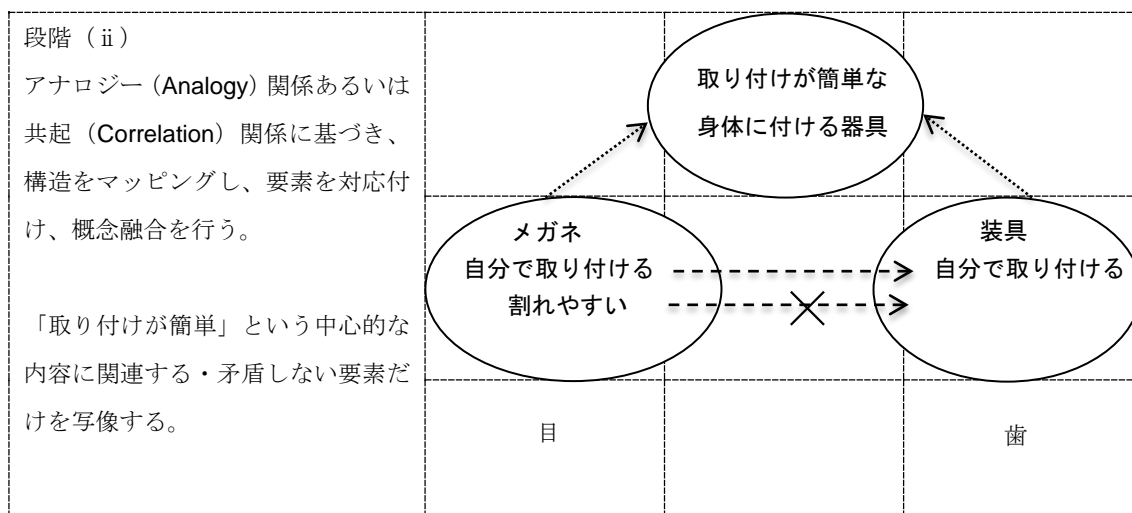 段階（ⅱ）
アナロジー（Analogy）関係あるいは
共起（Correlation）関係に基づき、
構造をマッピングし、要素を対応付
け、概念融合を行う。
「取り付けが簡単」という中心的な
内容に関連する・矛盾しない要素だ
けを写像する。
取り付けが簡単な
身体に付ける器具
メガネ
自分で取り付ける
割れやすい
装具
自分で取り付ける
目
歯